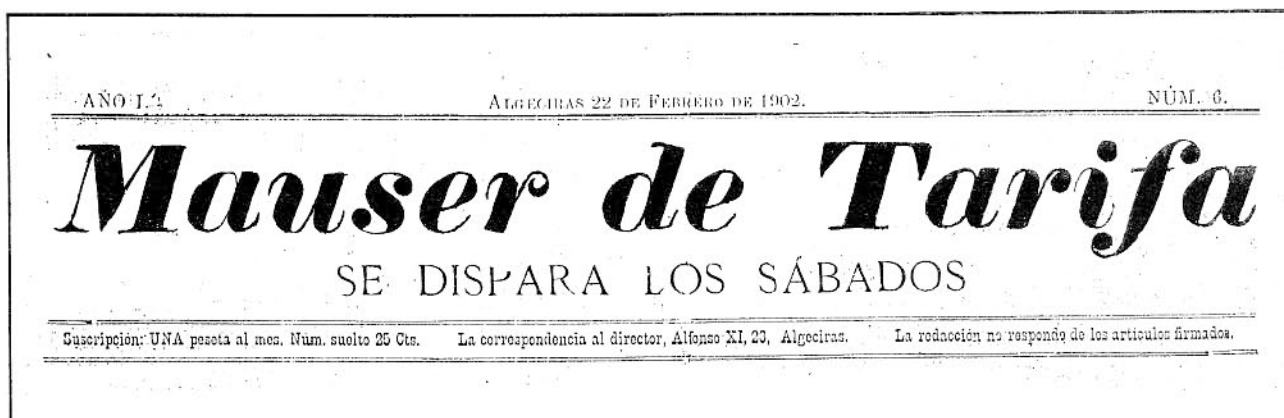 AÑO I. ALGECIRAS 22 DE FEBRERO DE 1902. NÚM. 6.
Mauser de Tarifa
SE DISPARA LOS SÁBADOS
Suscripción: UNA peseta al mes. Núm. suelto 25 Cts. La correspondencia al director, Alfonso XI, 23, Algeciras. La redacción no responde de los artículos firmados.